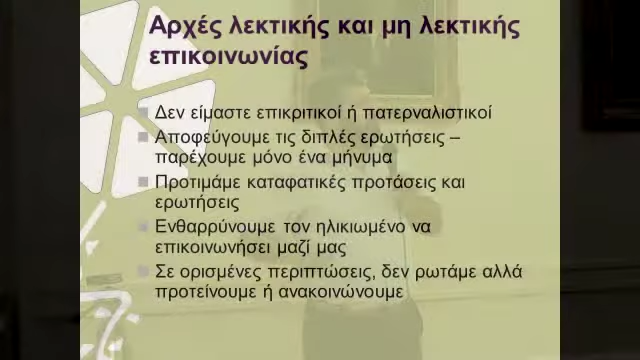 Αρχές λεκτικής και μη λεκτικής
επικοινωνίας
Δεν είμαστε επικριτικοί ή πατερναλιστικοί
Αποφεύγουμε τις διπλές ερωτήσεις –
παρέχουμε μόνο ένα μήνυμα
Προτιμάμε καταφατικές προτάσεις και
ερωτήσεις
Ενθαρρύνουμε τον ηλικιωμένο να
επικοινωνήσει μαζί μας
Σε ορισμένες περιπτώσεις, δεν ρωτάμε αλλά
προτείνουμε ή ανακοινώνουμε